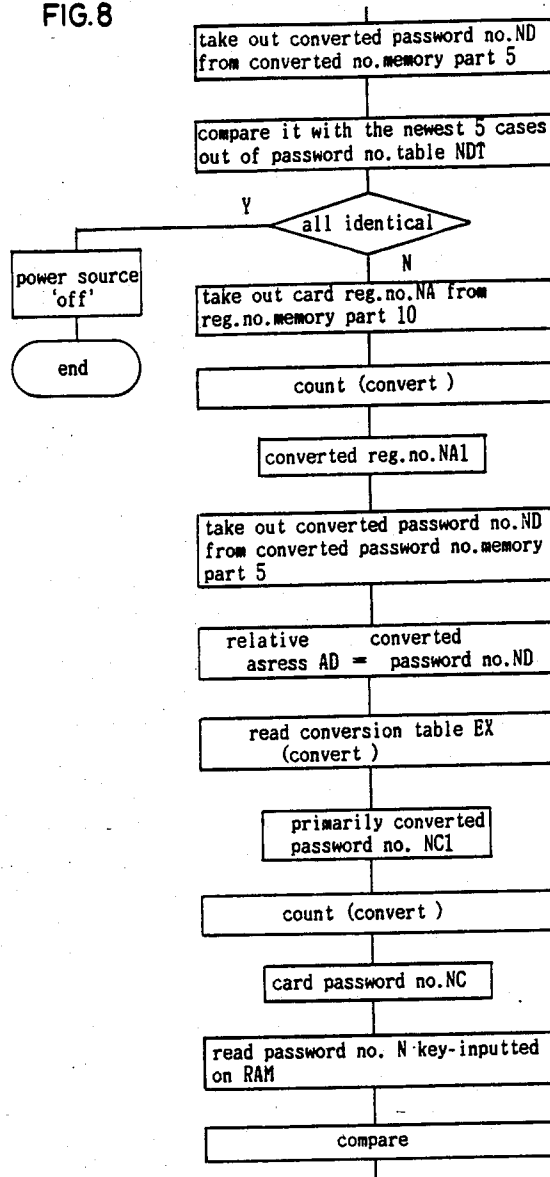 FIG.8
take out converted password no.ND
from converted no.memory part 5
compare it with the newest 5 cases
out of password no.table NDT
Y
all identical
N
power source
'off'
end
take out card reg.no.NA from
reg.no.memory part 10
count (convert )
converted reg.no.NA1
take out converted password no.ND
from converted password no.memory
part 5
relative converted
asress AD = password no.ND
read conversion table EX
(convert )
primarily converted
password no. NC1
count (convert )
card password no.NC
read password no. N key-inputted
on RAM
compare